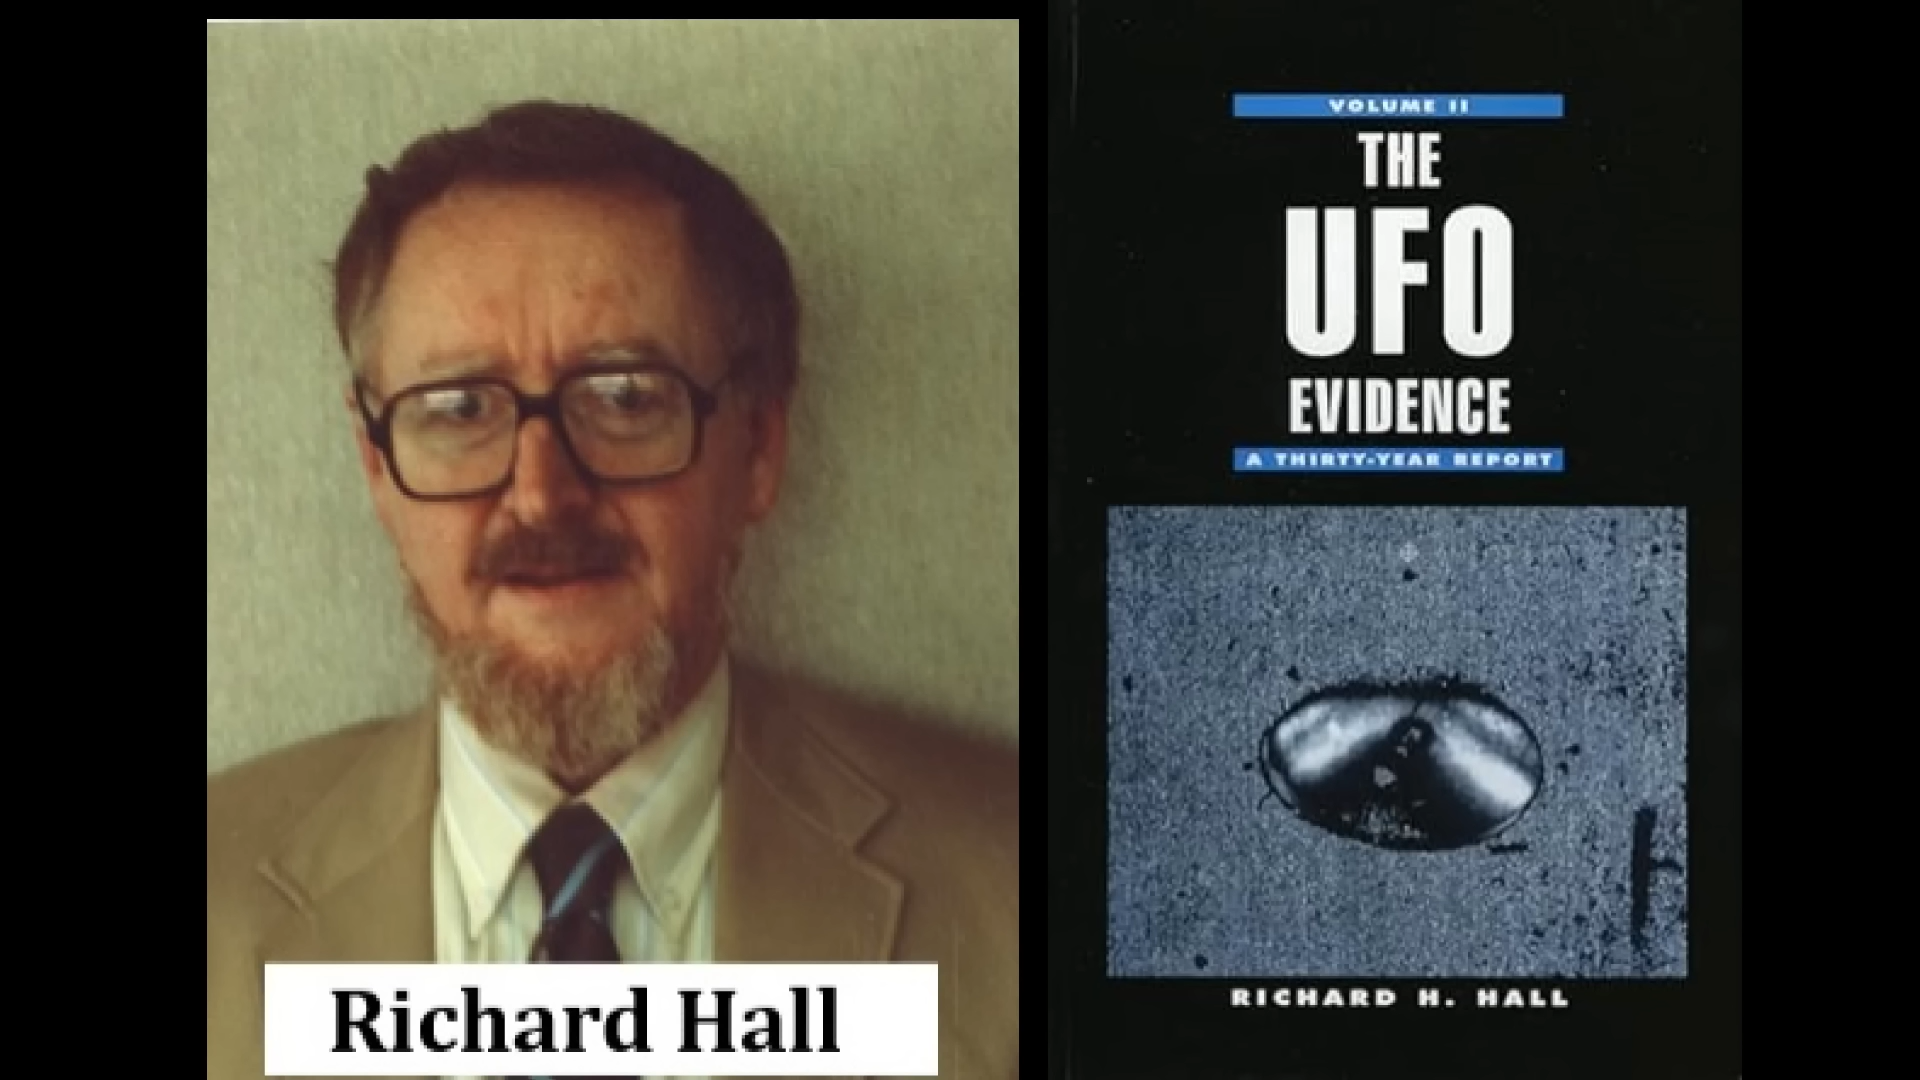 Richard Hall
VOLUME II
THE
UFO
EVIDENCE
A THIRTY-YEAR REPORT
RICHARD H. HALL